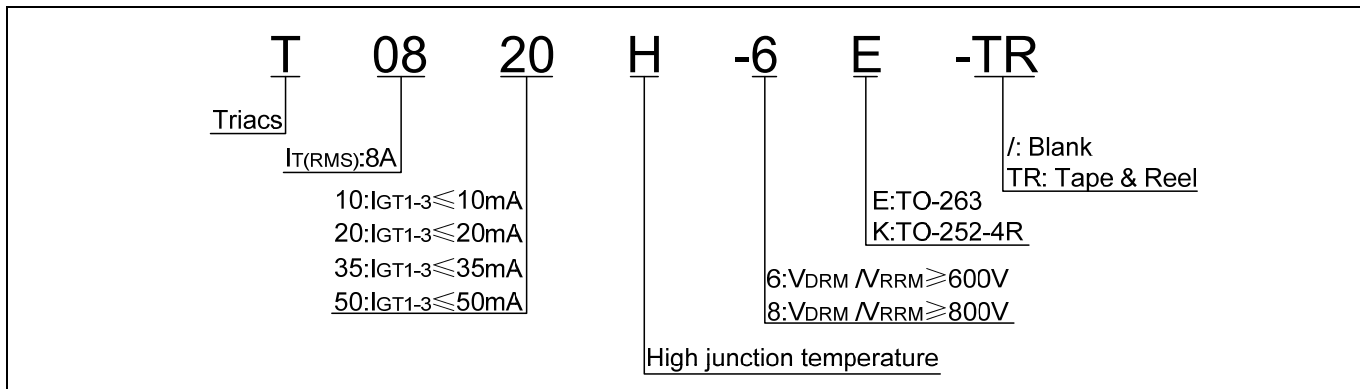 T 08 20 H -6 E -TR
Triacs
IT(RMS):8A
10:IGT1-3≤10mA
20:IGT1-3≤20mA
35:IGT1-3≤35mA
50:IGT1-3≤50mA
High junction temperature
6:VDRM /VRRM≥600V
8:VDRM /VRRM≥800V
E:TO-263
K:TO-252-4R
/: Blank
TR: Tape & Reel